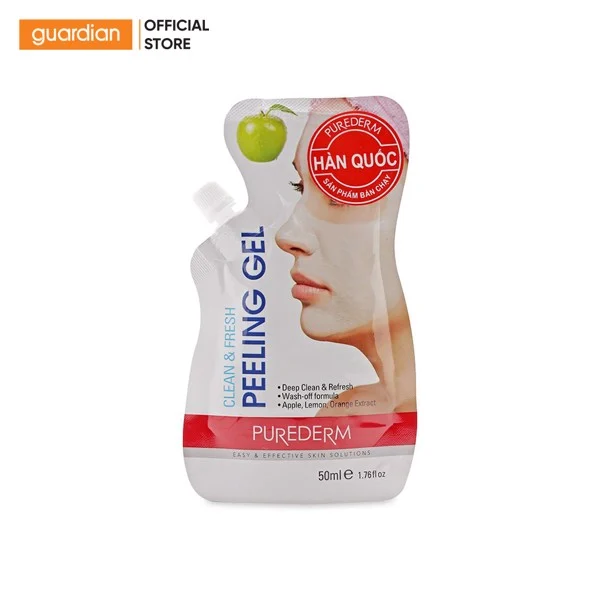 guardian
OFFICIAL
STORE
PUREDERM
HÀN QUỐC
SẢN PHẨM BÁN CHẠY
CLEAN & FRESH
PEELING GEL
• Deep Clean & Refresh
• Wash-off formula
• Apple, Lemon, Orange Extract
PUREDERM
EASY & EFFECTIVE SKIN SOLUTIONS
50ml e 1.76fl oz